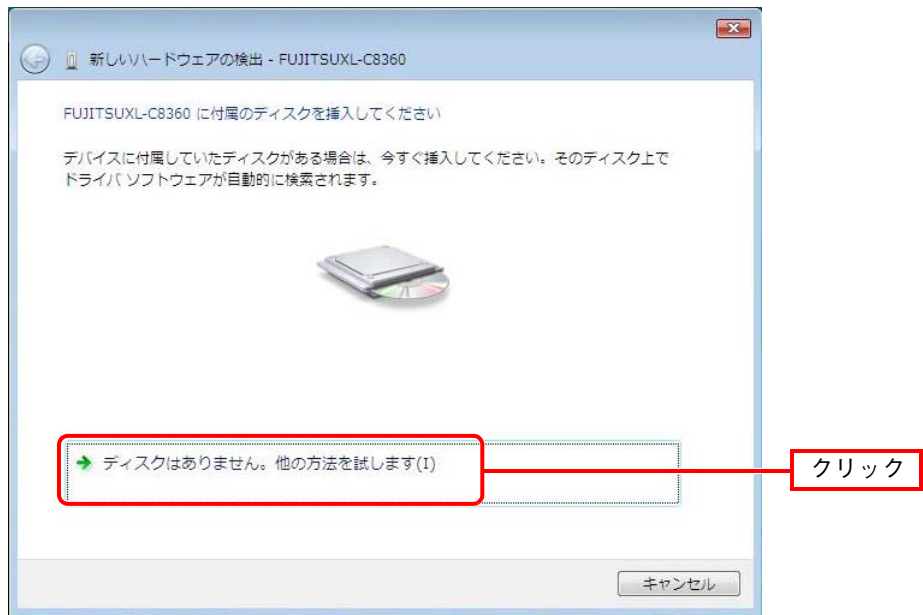 新しいハードウェアの検出 - FUJITSUXL-C8360
FUJITSUXL-C8360 に付属のディスクを挿入してください
デバイスに付属していたディスクがある場合は、今すぐ挿入してください。そのディスク上で
ドライバ ソフトウェアが自動的に検索されます。
ディスクはありません。他の方法を試します(I)
クリック
キャンセル